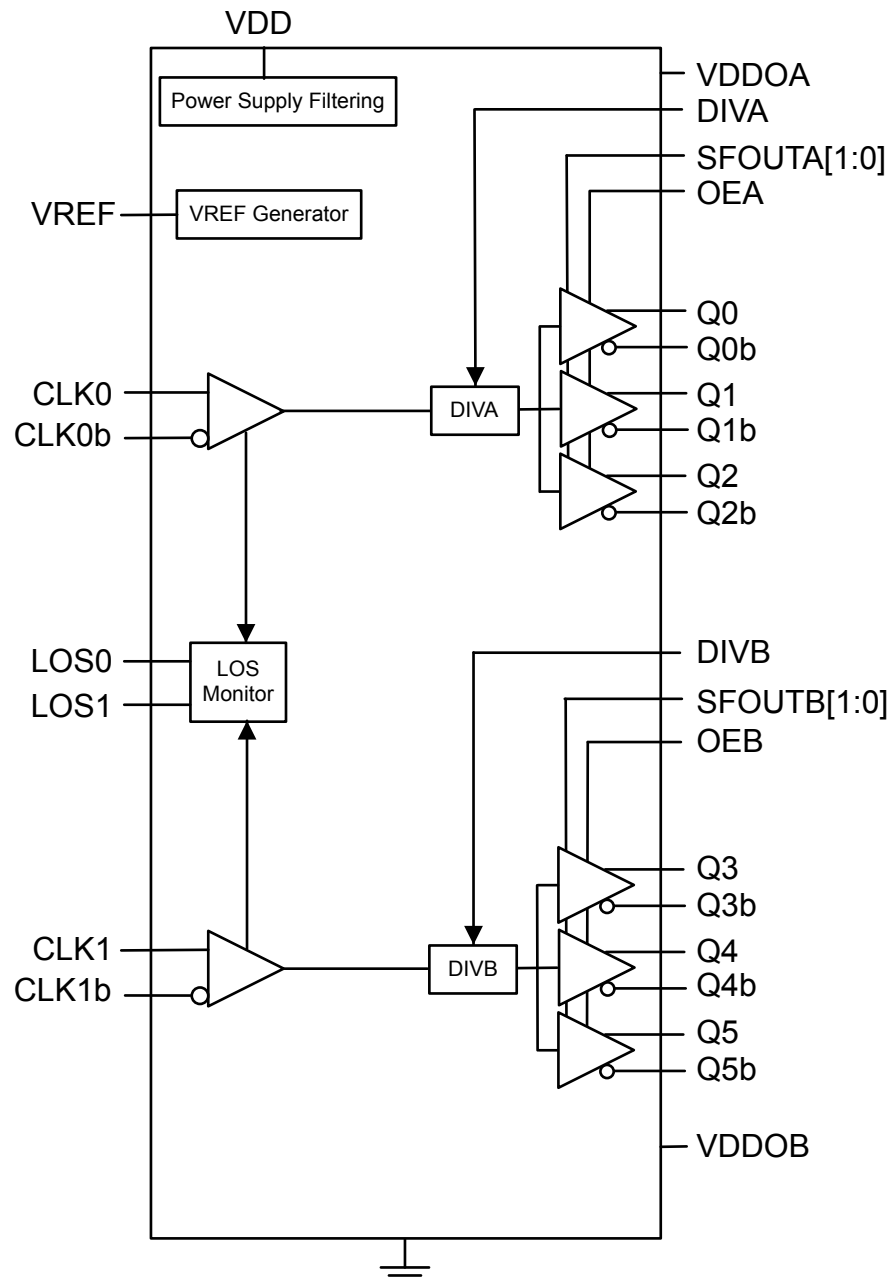 VDD
VDDOA
Power Supply Filtering
DIVA
SFOUTA[1:0]
OEA
VREF
VREF Generator
Q0
Q0b
CLK0
CLK0b
DIVA
Q1
Q1b
Q2
Q2b
LOS0
LOS1
LOS
Monitor
DIVB
SFOUTB[1:0]
OEB
Q3
Q3b
CLK1
CLK1b
DIVB
Q4
Q4b
Q5
Q5b
VDDOB